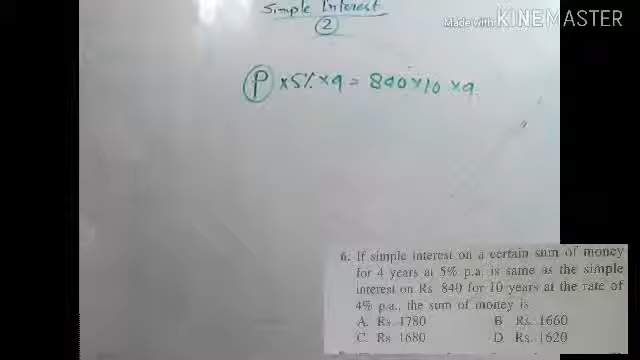 Simple Interest
Made with KINEMASTER
2
P × 5% × 4 = 840 × 10 × 4
6. If simple interest on a certain sum of money
for 4 years at 5% p.a. is same as the simple
interest on Rs 840 for 10 years at the rate of
4% p.a., the sum of money is
A. Rs. 1780 B Rs. 1660
C. Rs. 1680 D. Rs. 1620